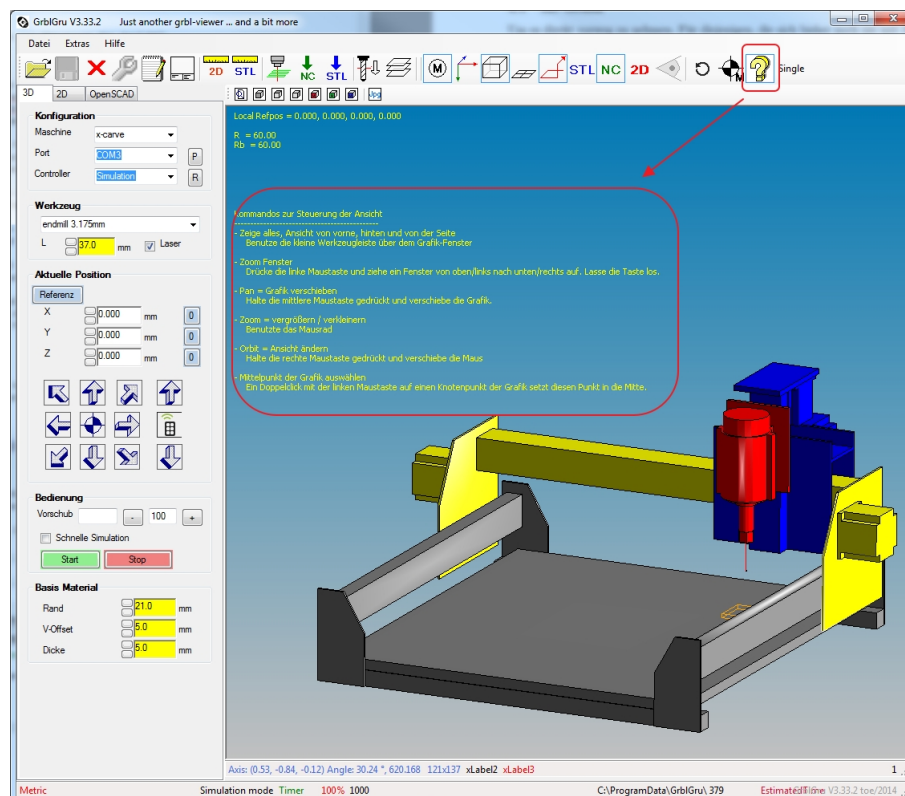 GrblGru V3.33.2 Just another grbl-viewer ... and a bit more
Datei Extras Hilfe
2D STL NC STL M STL NC 2D M Single
3D 2D OpenSCAD
Jpg
Konfiguration
Maschine x-carve
Port COM3 P
Controller Simulation R
Werkzeug
endmill 3.175mm
L 37.0 mm Laser
Aktuelle Position
Referenz
X 0.000 mm 0
Y 0.000 mm 0
Z 0.000 mm 0
Bedienung
Vorschub - 100 +
Schnelle Simulation
Start Stop
Basis Material
Rand 21.0 mm
V-Offset 5.0 mm
Dicke 5.0 mm
Local Refpos = 0.000, 0.000, 0.000, 0.000
R = 60.00
Rb = 60.00
Kommandos zur Steuerung der Ansicht
- Zeige alles, Ansicht von vorne, hinten und von der Seite
Benutze die kleine Werkzeugleiste über dem Grafik-Fenster
- Zoom Fenster
Drücke die linke Maustaste und ziehe ein Fenster von oben/links nach unten/rechts auf. Lasse die Taste los.
- Pan = Grafik verschieben
Halte die mittlere Maustaste gedrückt und verschiebe die Grafik.
- Zoom = vergrößern / verkleinern
Benutzte das Mausrad
- Orbit = Ansicht ändern
Halte die rechte Maustaste gedrückt und verschiebe die Maus
- Mittelpunkt der Grafik auswählen
Ein Doppelclick mit der linken Maustaste auf einen Knotenpunkt der Grafik setzt diesen Punkt in die Mitte.
Axis: (0.53, -0.84, -0.12) Angle: 30.24 °, 620.168 121x137 xLabel2 xLabel3 1
Metric Simulation mode Timer 100% 1000 C:\ProgramData\GrblGru\ 379 Estimated Time V3.33.2 toe/2014